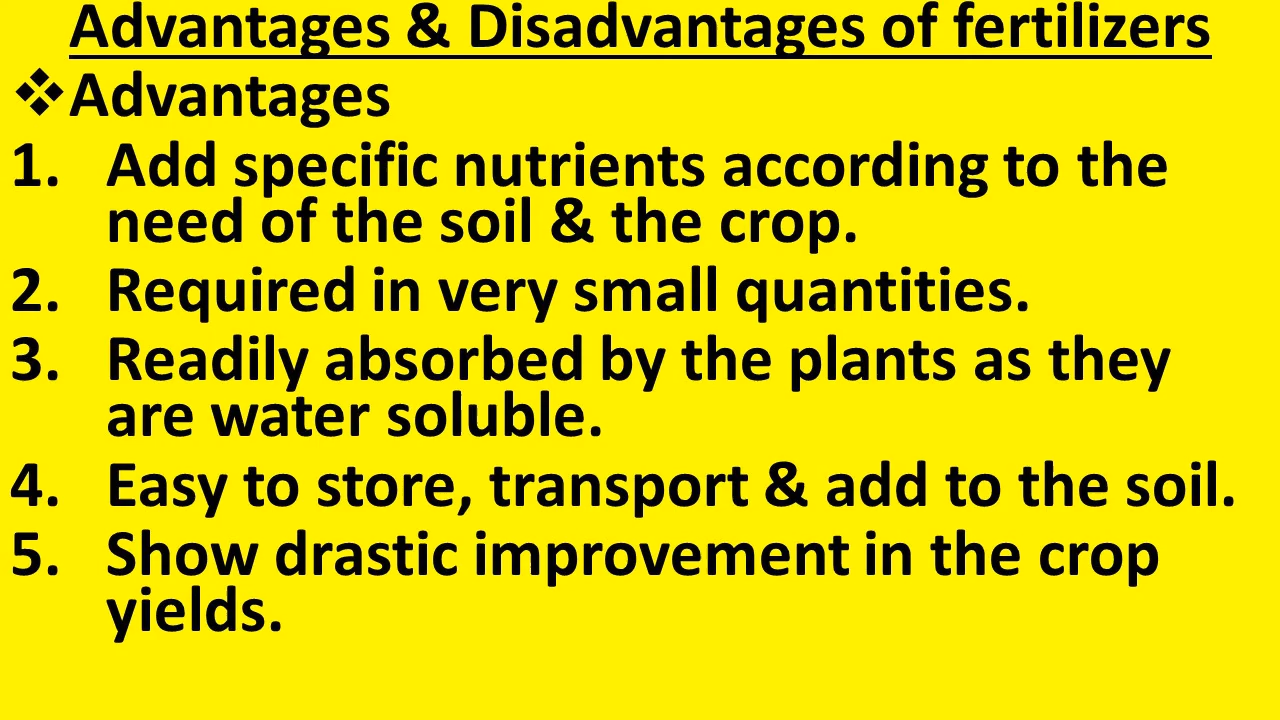 Advantages & Disadvantages of fertilizers
❖Advantages
1. Add specific nutrients according to the
need of the soil & the crop.
2. Required in very small quantities.
3. Readily absorbed by the plants as they
are water soluble.
4. Easy to store, transport & add to the soil.
5. Show drastic improvement in the crop
yields.